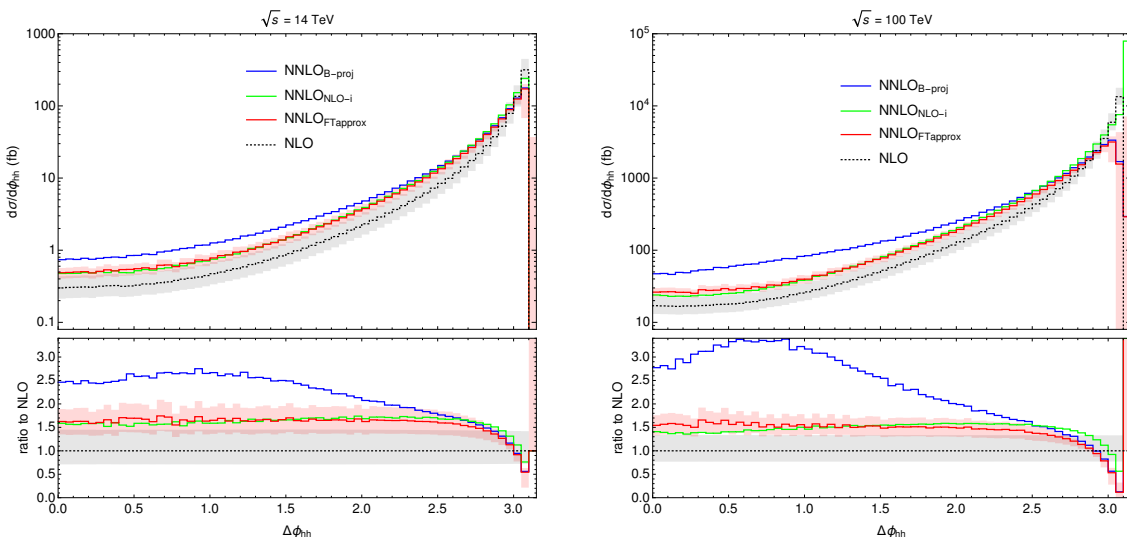 √s = 14 TeV
dσ/dϕhh (fb)
1000
100
10
1
0.1
NNLOB-proj
NNLONLO-i
NNLOFTapprox
NLO
ratio to NLO
3.0
2.5
2.0
1.5
1.0
0.5
0.0
0.0 0.5 1.0 1.5 2.0 2.5 3.0
Δϕhh
√s = 100 TeV
dσ/dϕhh (fb)
10^5
10^4
1000
100
10
NNLOB-proj
NNLONLO-i
NNLOFTapprox
NLO
ratio to NLO
3.0
2.5
2.0
1.5
1.0
0.5
0.0
0.0 0.5 1.0 1.5 2.0 2.5 3.0
Δϕhh